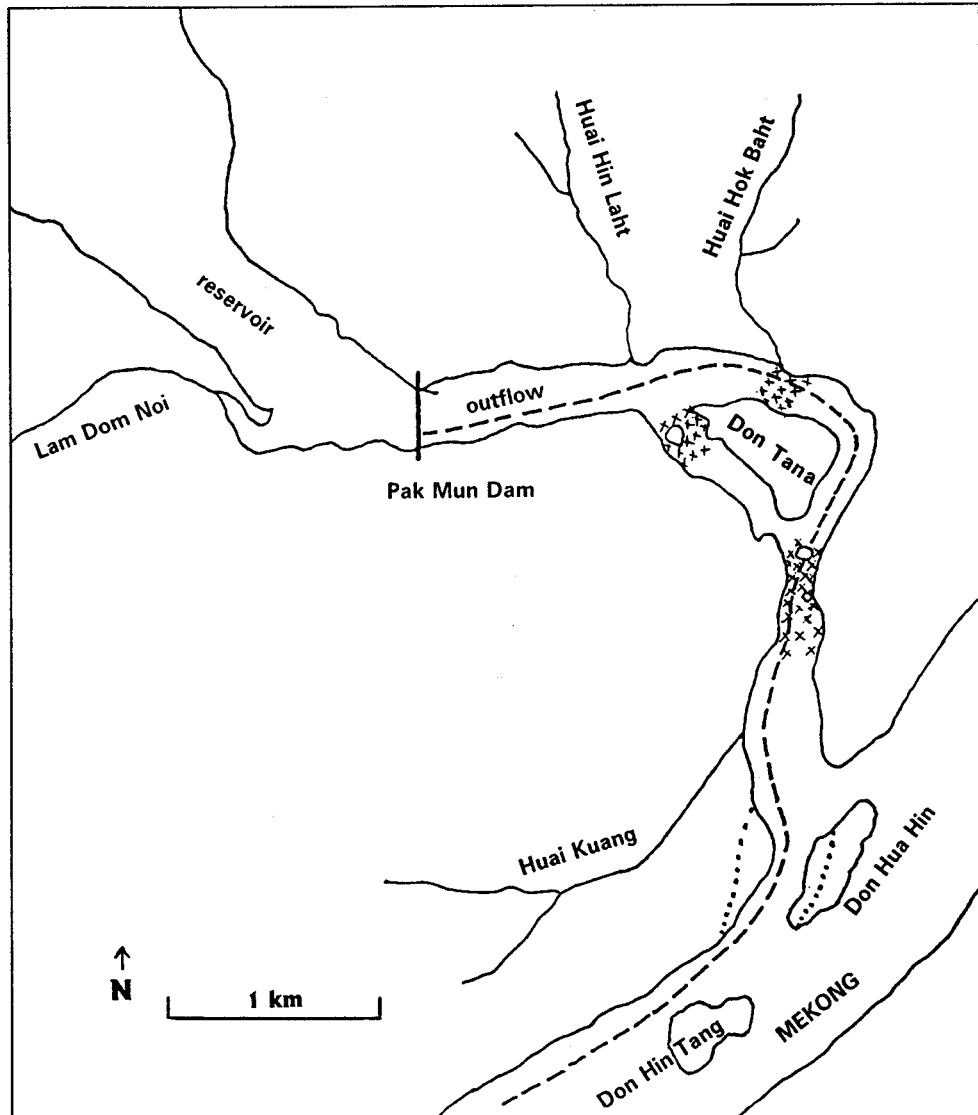 Huai Hin Laht
Huai Hok Baht
reservoir
Lam Dom Noi
outflow
Don Tana
Pak Mun Dam
Huai Kuang
Don Hua Hin
N
1 km
MEKONG
Don Hin Tang